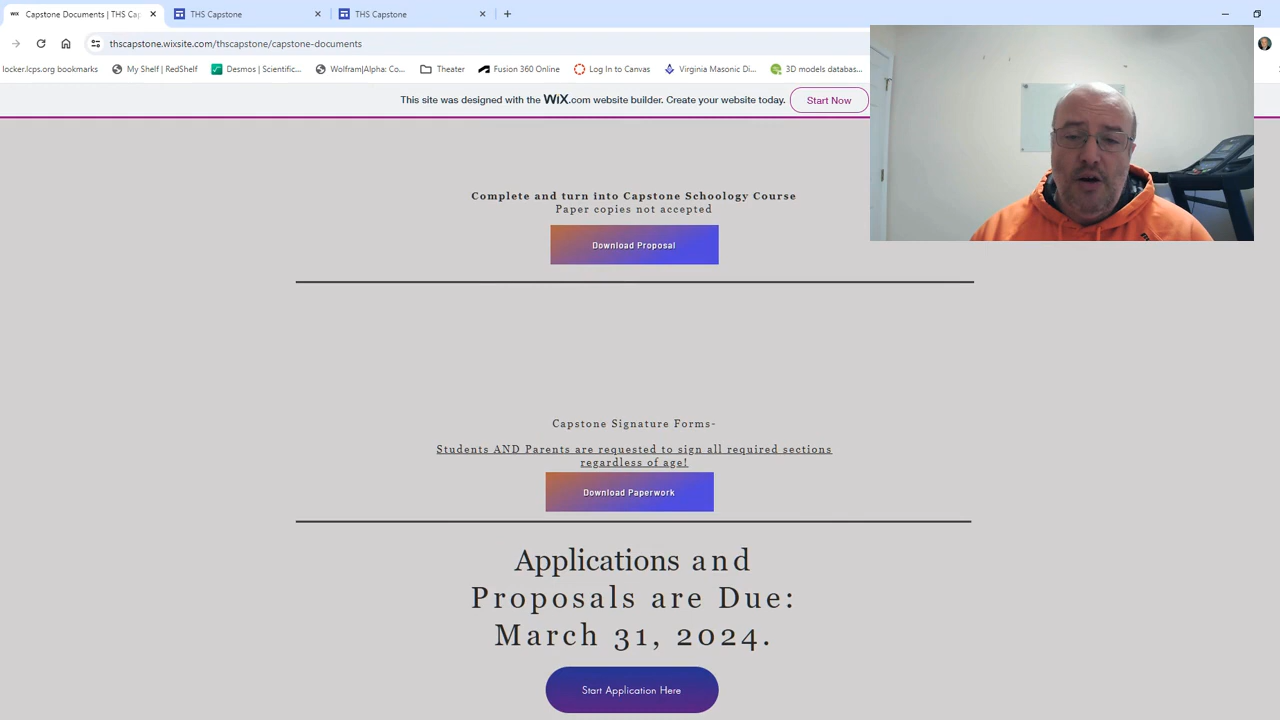 Capstone Documents | THS Cap
THS Capstone
THS Capstone
thscapstone.wixsite.com/thscapstone/capstone-documents
locker.lcps.org bookmarks
My Shelf | RedShelf
Desmos | Scientific...
Wolfram|Alpha: Co...
Theater
Fusion 360 Online
Log In to Canvas
Virginia Masonic Di...
3D models databas...
This site was designed with the WiX.com website builder. Create your website today.
Start Now
Complete and turn into Capstone Schoology Course
Paper copies not accepted
Download Proposal
Capstone Signature Forms-
Students AND Parents are requested to sign all required sections
regardless of age!
Download Paperwork
Applications and
Proposals are Due:
March 31, 2024.
Start Application Here